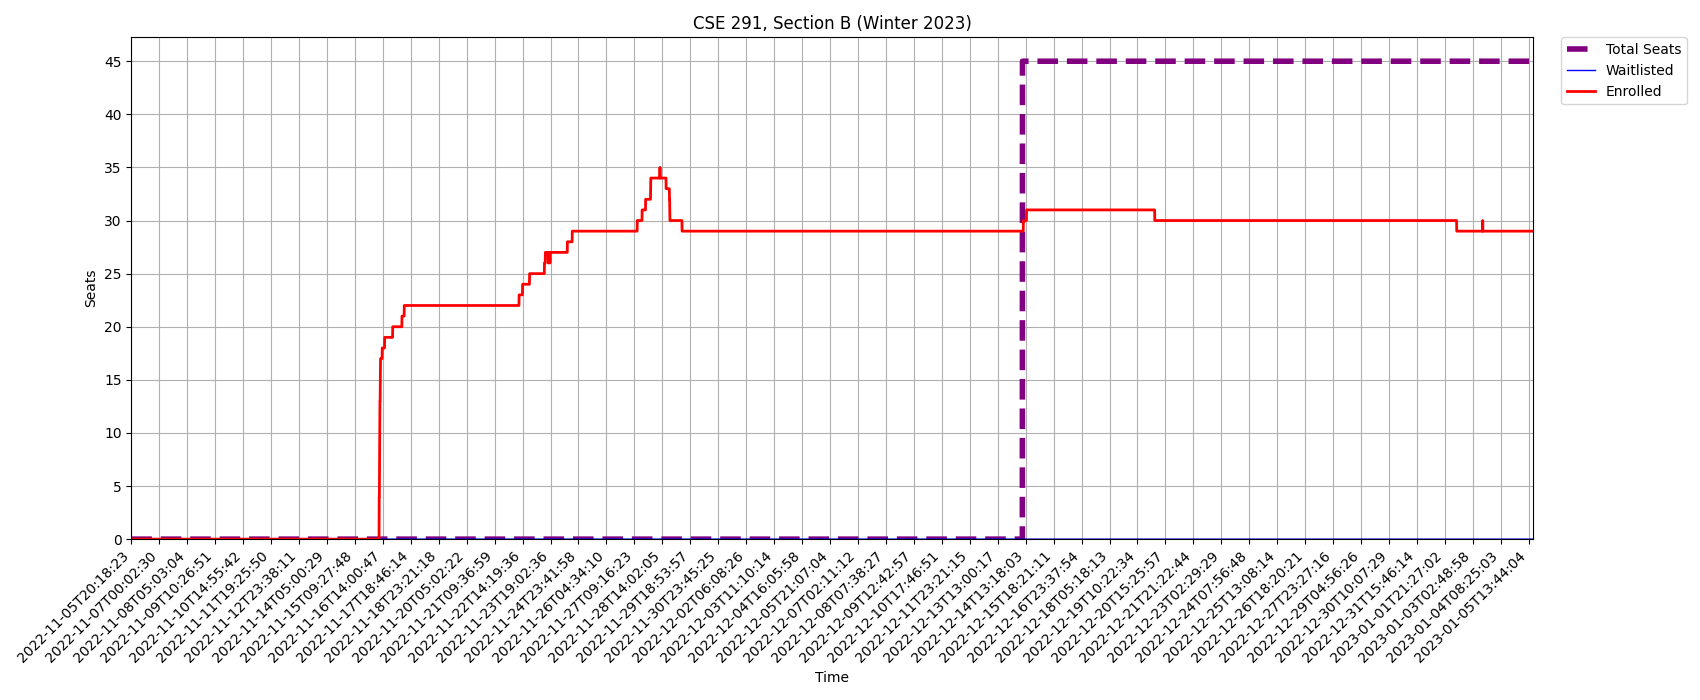 CSE 291, Section B (Winter 2023)
Total Seats
Waitlisted
Enrolled
Seats
45
40
35
30
25
20
15
10
5
0
2022-11-05T20:18:23
2022-11-07T00:02:30
2022-11-08T05:03:04
2022-11-09T10:26:51
2022-11-10T14:55:42
2022-11-11T19:25:50
2022-11-12T23:38:11
2022-11-14T05:00:29
2022-11-15T09:27:48
2022-11-16T14:00:47
2022-11-17T18:46:14
2022-11-18T23:21:18
2022-11-20T05:02:22
2022-11-21T09:36:59
2022-11-22T14:19:36
2022-11-23T19:02:36
2022-11-24T23:41:58
2022-11-26T04:34:10
2022-11-27T09:16:23
2022-11-28T14:02:05
2022-11-29T18:53:57
2022-11-30T23:45:25
2022-12-02T06:08:26
2022-12-03T11:10:14
2022-12-04T16:05:58
2022-12-05T21:07:04
2022-12-07T02:11:12
2022-12-08T07:38:27
2022-12-09T12:42:57
2022-12-10T17:46:51
2022-12-11T23:21:15
2022-12-13T13:00:17
2022-12-14T13:18:03
2022-12-15T18:21:11
2022-12-16T23:37:54
2022-12-18T05:18:13
2022-12-19T10:22:34
2022-12-20T15:25:57
2022-12-21T21:22:44
2022-12-23T02:29:29
2022-12-24T07:56:48
2022-12-25T13:08:14
2022-12-26T18:20:21
2022-12-27T23:27:16
2022-12-29T04:56:26
2022-12-30T10:07:29
2022-12-31T15:46:14
2023-01-01T21:27:02
2023-01-03T02:48:58
2023-01-04T08:25:03
2023-01-05T13:44:04
Time